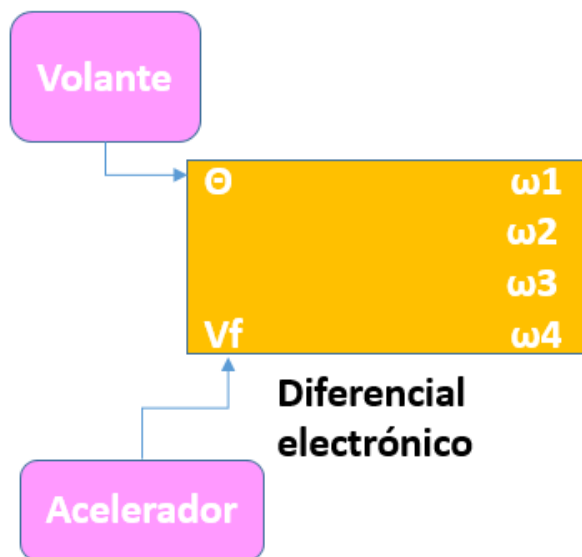 Volante
Θ ω1
ω2
ω3
Vf ω4
Diferencial
electrónico
Acelerador